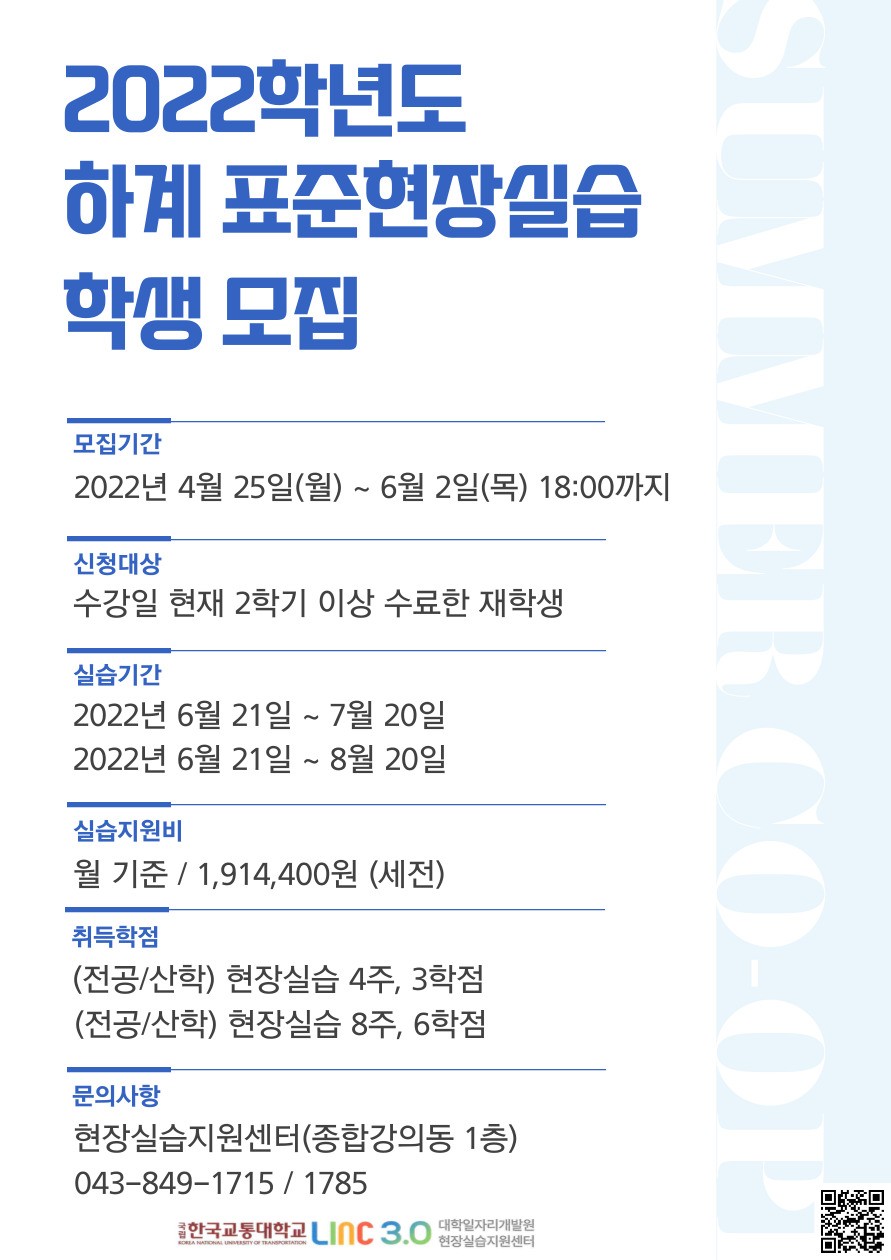 2022학년도
하계 표준현장실습
학생 모집
모집기간
2022년 4월 25일(월) ~ 6월 2일(목) 18:00까지
신청대상
수강일 현재 2학기 이상 수료한 재학생
실습기간
2022년 6월 21일 ~ 7월 20일
2022년 6월 21일 ~ 8월 20일
실습지원비
월 기준 / 1,914,400원 (세전)
취득학점
(전공/산학) 현장실습 4주, 3학점
(전공/산학) 현장실습 8주, 6학점
문의사항
현장실습지원센터(종합강의동 1층)
043-849-1715 / 1785
국립 한국교통대학교
KOREA NATIONAL UNIVERSITY OF TRANSPORTATION
LINC 3.0
대학일자리개발원
현장실습지원센터
SUMMER CO-OP